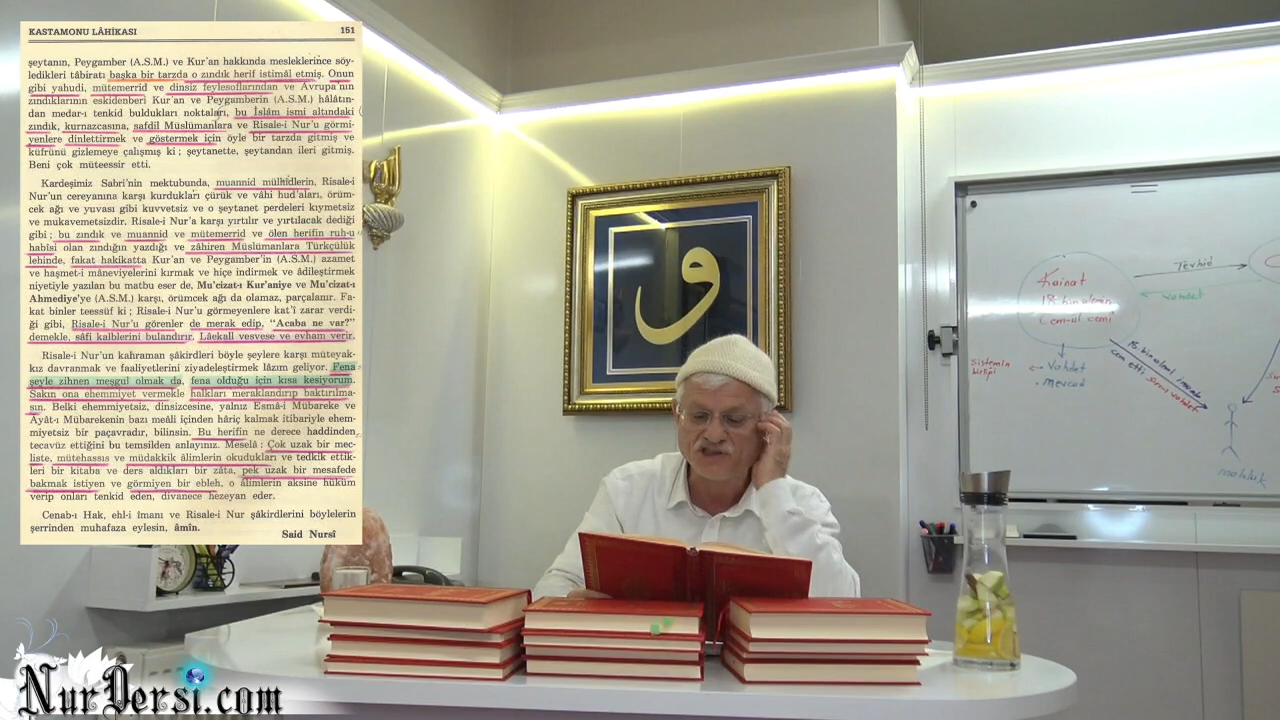 KASTAMONU LÂHİKASI 151
şeytanın, Peygamber (A.S.M.) ve Kur'an hakkında mesleklerince söy-
ledikleri tâbiratı başka bir tarzda o zındık herif istimâl etmiş. Onun
gibi yahudi, mütemerrid ve dinsiz feylesoflarından ve Avrupa'nın
zındıklarının eskidenberi Kur'an ve Peygamberin (A.S.M.) hâlâtın-
dan medar-ı tenkid buldukları noktaları, bu İslâm ismi altındaki
zındık, kurnazcasına, safdil Müslümanlara ve Risale-i Nur'u görmi-
yenlere dinlettirmek ve göstermek için öyle bir tarzda gitmiş ve
küfrünü gizlemeye çalışmış ki; şeytanette, şeytandan ileri gitmiş.
Beni çok müteessir etti.
Kardeşimiz Sabri'nin mektubunda, muannid mülhidlerin, Risale-i
Nur'un cereyanına karşı kurdukları çürük ve vâhi hud'aları, örüm-
cek ağı ve yuvası gibi kuvvetsiz ve o şeytanet perdeleri kıymetsiz
ve mukavemetsizdir. Risale-i Nur'a karşı yırtılır ve yırtılacak dediği
gibi; bu zındık ve muannid ve mütemerrid ve ölen herifin ruh-u
habîsi olan zındığın yazdığı ve zâhiren Müslümanlara Türkçülük
lehinde, fakat hakikatta Kur'an ve Peygamber'in (A.S.M.) azamet
ve haşmet-i mâneviyelerini kırmak ve hiçe indirmek ve âdileştirmek
niyetiyle yazılan bu matbu eser de, Mu'cizat-ı Kur'aniye ve Mu'cizat-ı
Ahmediye'ye (A.S.M.) karşı, örümcek ağı da olamaz, parçalanır. Fa-
kat binler teessüf ki; Risale-i Nur'u görmeyenlere kat'î zarar verdi-
ği gibi, Risale-i Nur'u görenler de merak edip, "Acaba ne var?"
demekle, sâfi kalblerini bulandırır. Lâekall vesvese ve evham verir.
Risale-i Nur'un kahraman şâkirdleri böyle şeylere karşı müteyak-
kız davranmak ve faaliyetlerini ziyadeleştirmek lâzım geliyor. Fena
şeyle zihnen meşgul olmak da, fena olduğu için kısa kesiyorum.
Sakın ona ehemmiyet vermekle halkları meraklandırıp baktırılma-
sın. Belki ehemmiyetsiz, dinsizcesine, yalnız Esmâ-i Mübareke ve
Âyât-ı Mübarekenin bazı meâli içinden hâriç kalmak itibariyle ehem-
miyetsiz bir paçavradır, bilinsin. Bu herifin ne derece haddinden
tecavüz ettiğini bu temsilden anlayınız. Meselâ: Çok uzak bir mec-
liste, mütehassıs ve müdakkik âlimlerin okudukları ve tedkik ettik-
leri bir kitaba ve ders aldıkları bir zâta, pek uzak bir mesafede
bakmak istiyen ve görmiyen bir ebleh, o âlimlerin aksine hüküm
verip onları tenkid eden, divanece hezeyan eder.
Cenab-ı Hak, ehl-i îmanı ve Risale-i Nur şâkirdlerini böylelerin
şerrinden muhafaza eylesin, âmîn.
Said Nursî
و
Kainat
18 bin alemin
Cem-ul cemi
Tevhid
Vahdet
Sistemin
birliği
Vahdet
Mevcud
NurDersi.com